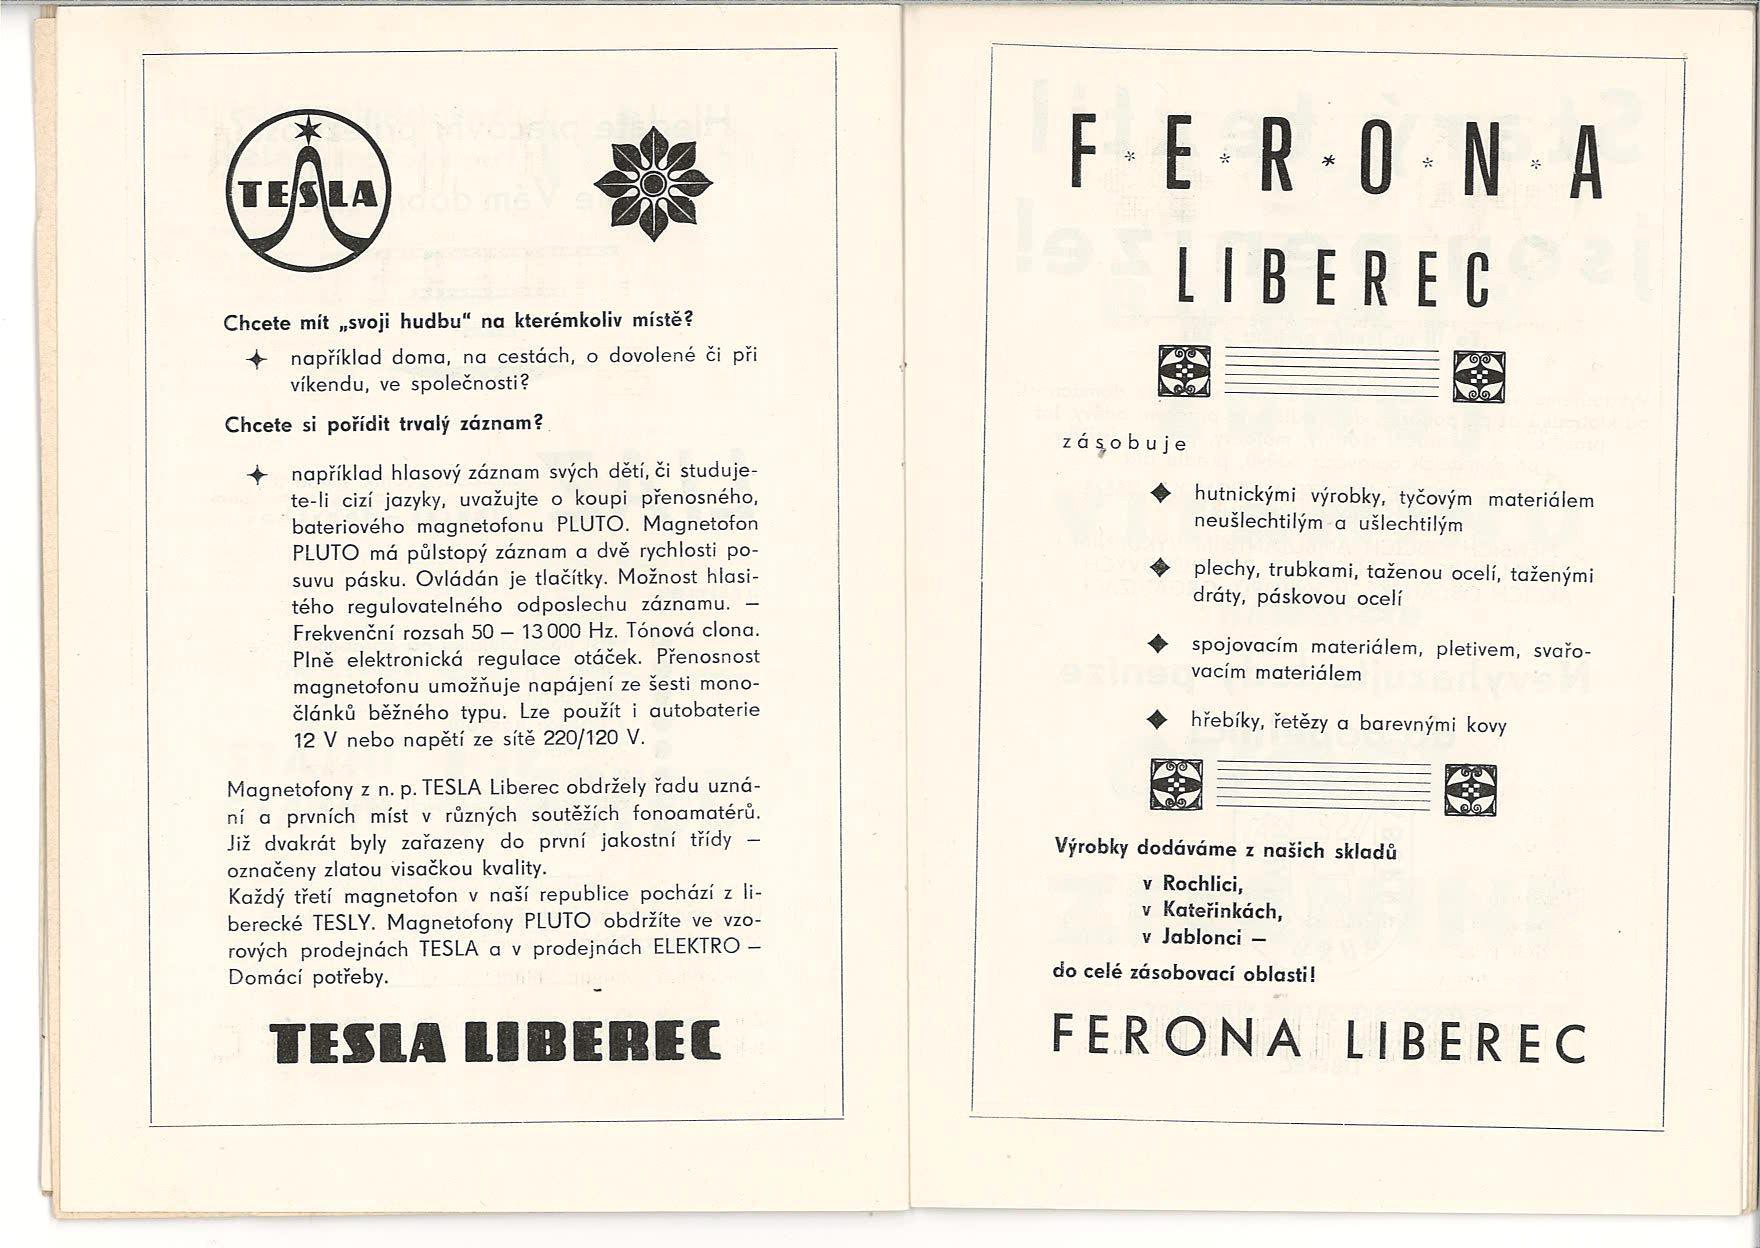 TESLA
Chcete mít „svoji hudbu“ na kterémkoliv místě?
například doma, na cestách, o dovolené či při
víkendu, ve společnosti?
Chcete si pořídit trvalý záznam?
například hlasový záznam svých dětí, či studuje-
te-li cizí jazyky, uvažujte o koupi přenosného,
bateriového magnetofonu PLUTO. Magnetofon
PLUTO má půlstopý záznam a dvě rychlosti po-
suvu pásku. Ovládán je tlačítky. Možnost hlasi-
tého regulovatelného odposlechu záznamu. —
Frekvenční rozsah 50 – 13 000 Hz. Tónová clona.
Plně elektronická regulace otáček. Přenosnost
magnetofonu umožňuje napájení ze šesti mono-
článků běžného typu. Lze použít i autobaterie
12 V nebo napětí ze sítě 220/120 V.
Magnetofony z n. p. TESLA Liberec obdržely řadu uzná-
ní a prvních míst v různých soutěžích fonoamatérů.
Již dvakrát byly zařazeny do první jakostní třídy —
označeny zlatou visačkou kvality.
Každý třetí magnetofon v naší republice pochází z li-
berecké TESLY. Magnetofony PLUTO obdržíte ve vzo-
rových prodejnách TESLA a v prodejnách ELEKTRO —
Domácí potřeby.
TESLA LIBEREC
F * E * R * O * N * A
LIBEREC
zásobuje
hutnickými výrobky, tyčovým materiálem
neušlechtilým a ušlechtilým
plechy, trubkami, taženou ocelí, taženými
dráty, páskovou ocelí
spojovacím materiálem, pletivem, svařo-
vacím materiálem
hřebíky, řetězy a barevnými kovy
Výrobky dodáváme z našich skladů
v Rochlici,
v Kateřinkách,
v Jablonci —
do celé zásobovací oblasti!
FERONA LIBEREC